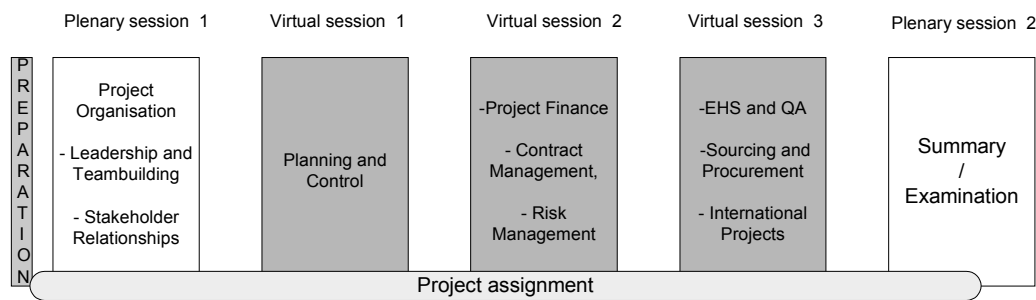 Plenary session 1
Virtual session 1
Virtual session 2
Virtual session 3
Plenary session 2
PREPARATION
Project
Organisation
- Leadership and
Teambuilding
- Stakeholder
Relationships
Planning and
Control
-Project Finance
- Contract
Management,
- Risk
Management
-EHS and QA
-Sourcing and
Procurement
- International
Projects
Summary
/
Examination
Project assignment